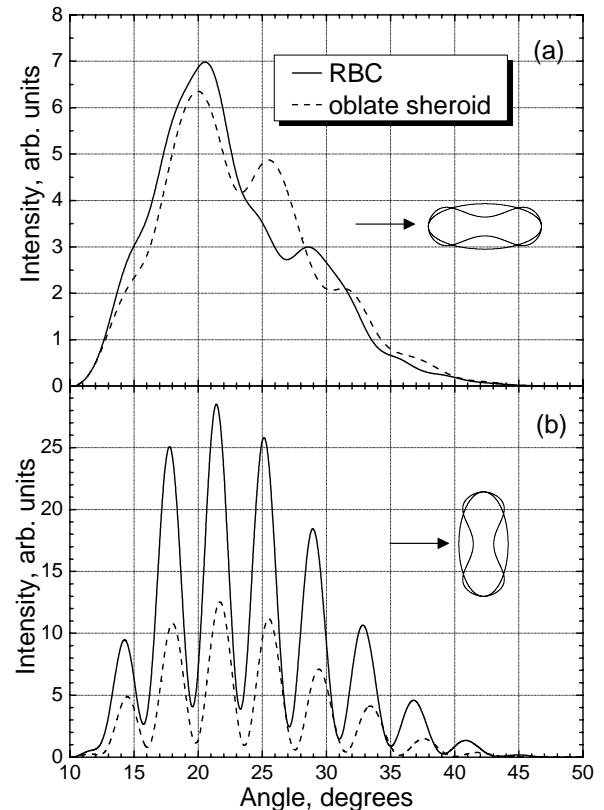 8
(a)
7
RBC
oblate sheroid
6
5
4
3
2
1
0
Intensity, arb. units
(b)
25
20
15
10
5
0
Intensity, arb. units
10 15 20 25 30 35 40 45 50
Angle, degrees